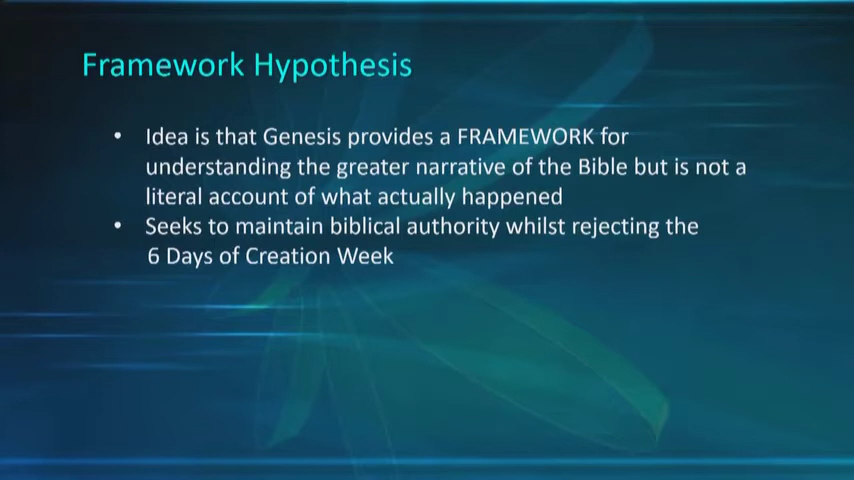 Framework Hypothesis
• Idea is that Genesis provides a FRAMEWORK for
understanding the greater narrative of the Bible but is not a
literal account of what actually happened
• Seeks to maintain biblical authority whilst rejecting the
6 Days of Creation Week